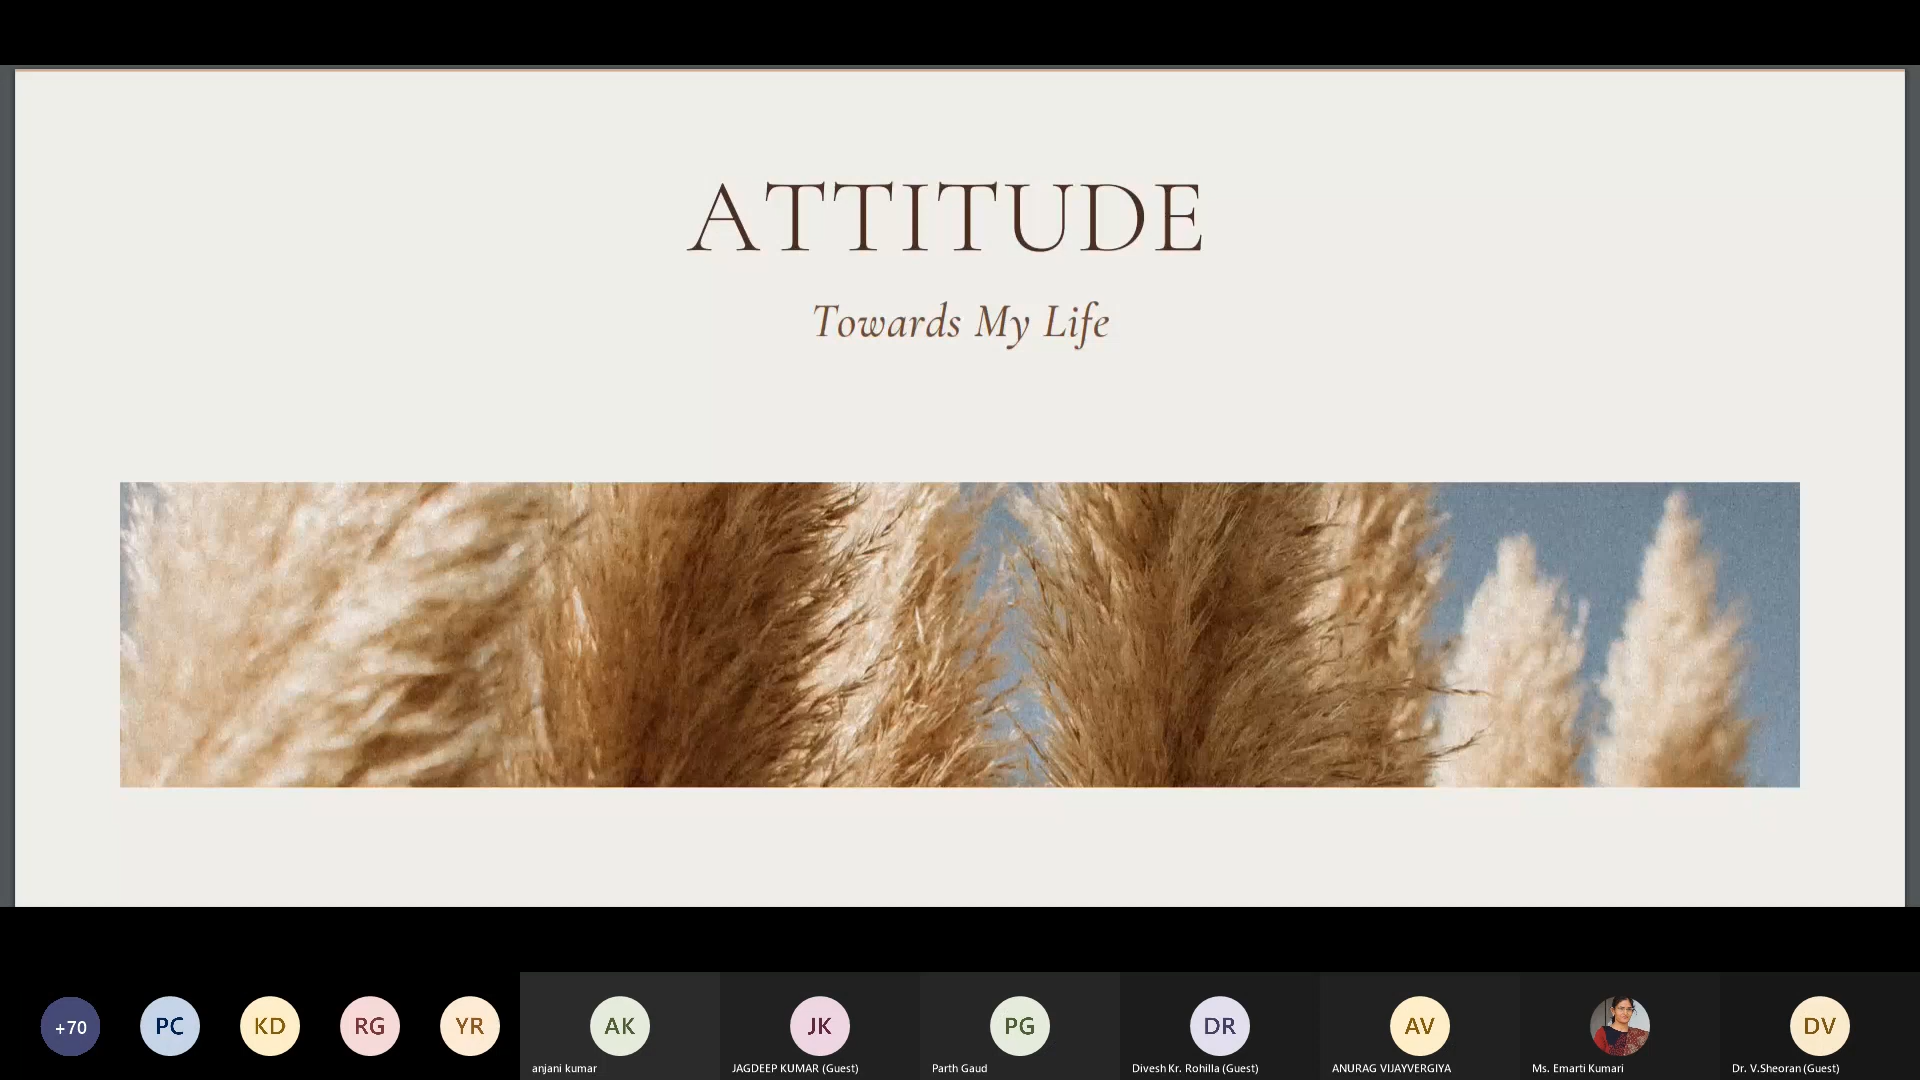 ATTITUDE
Towards My Life
+70
PC
KD
RG
YR
AK
JK
PG
DR
AV
DV
anjani kumar
JAGDEEP KUMAR (Guest)
Parth Gaud
Divesh Kr. Rohilla (Guest)
ANURAG VIJAYVERGIYA
Ms. Emarti Kumari
Dr. V.Sheoran (Guest)